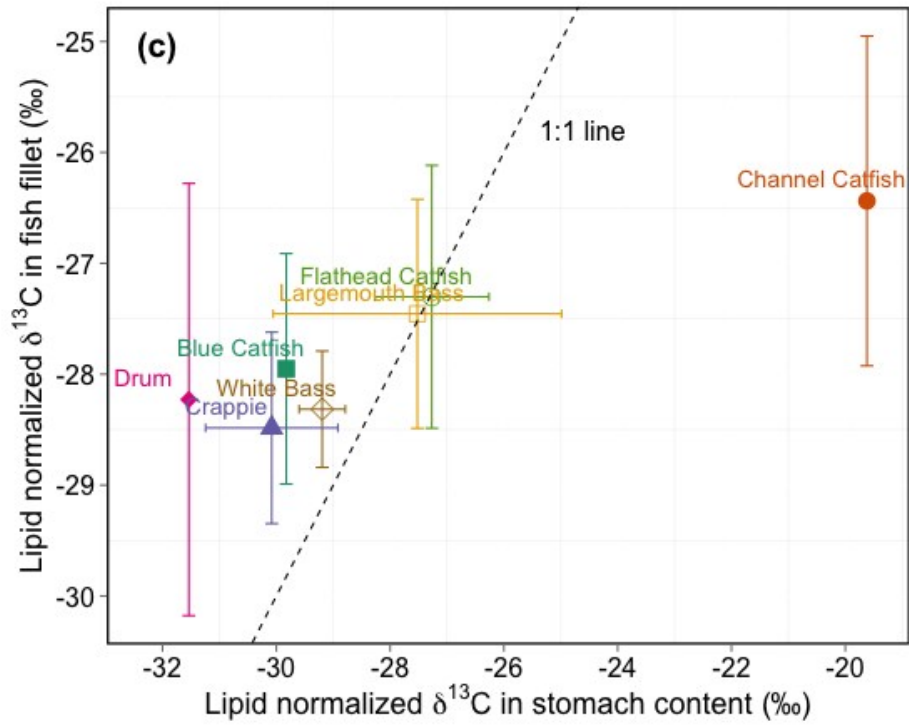 (c)
Lipid normalized δ¹³C in fish fillet (‰)
-25
-26
-27
-28
-29
-30
1:1 line
Channel Catfish
Flathead Catfish
Largemouth Bass
Blue Catfish
Drum
White Bass
Crappie
-32 -30 -28 -26 -24 -22 -20
Lipid normalized δ¹³C in stomach content (‰)